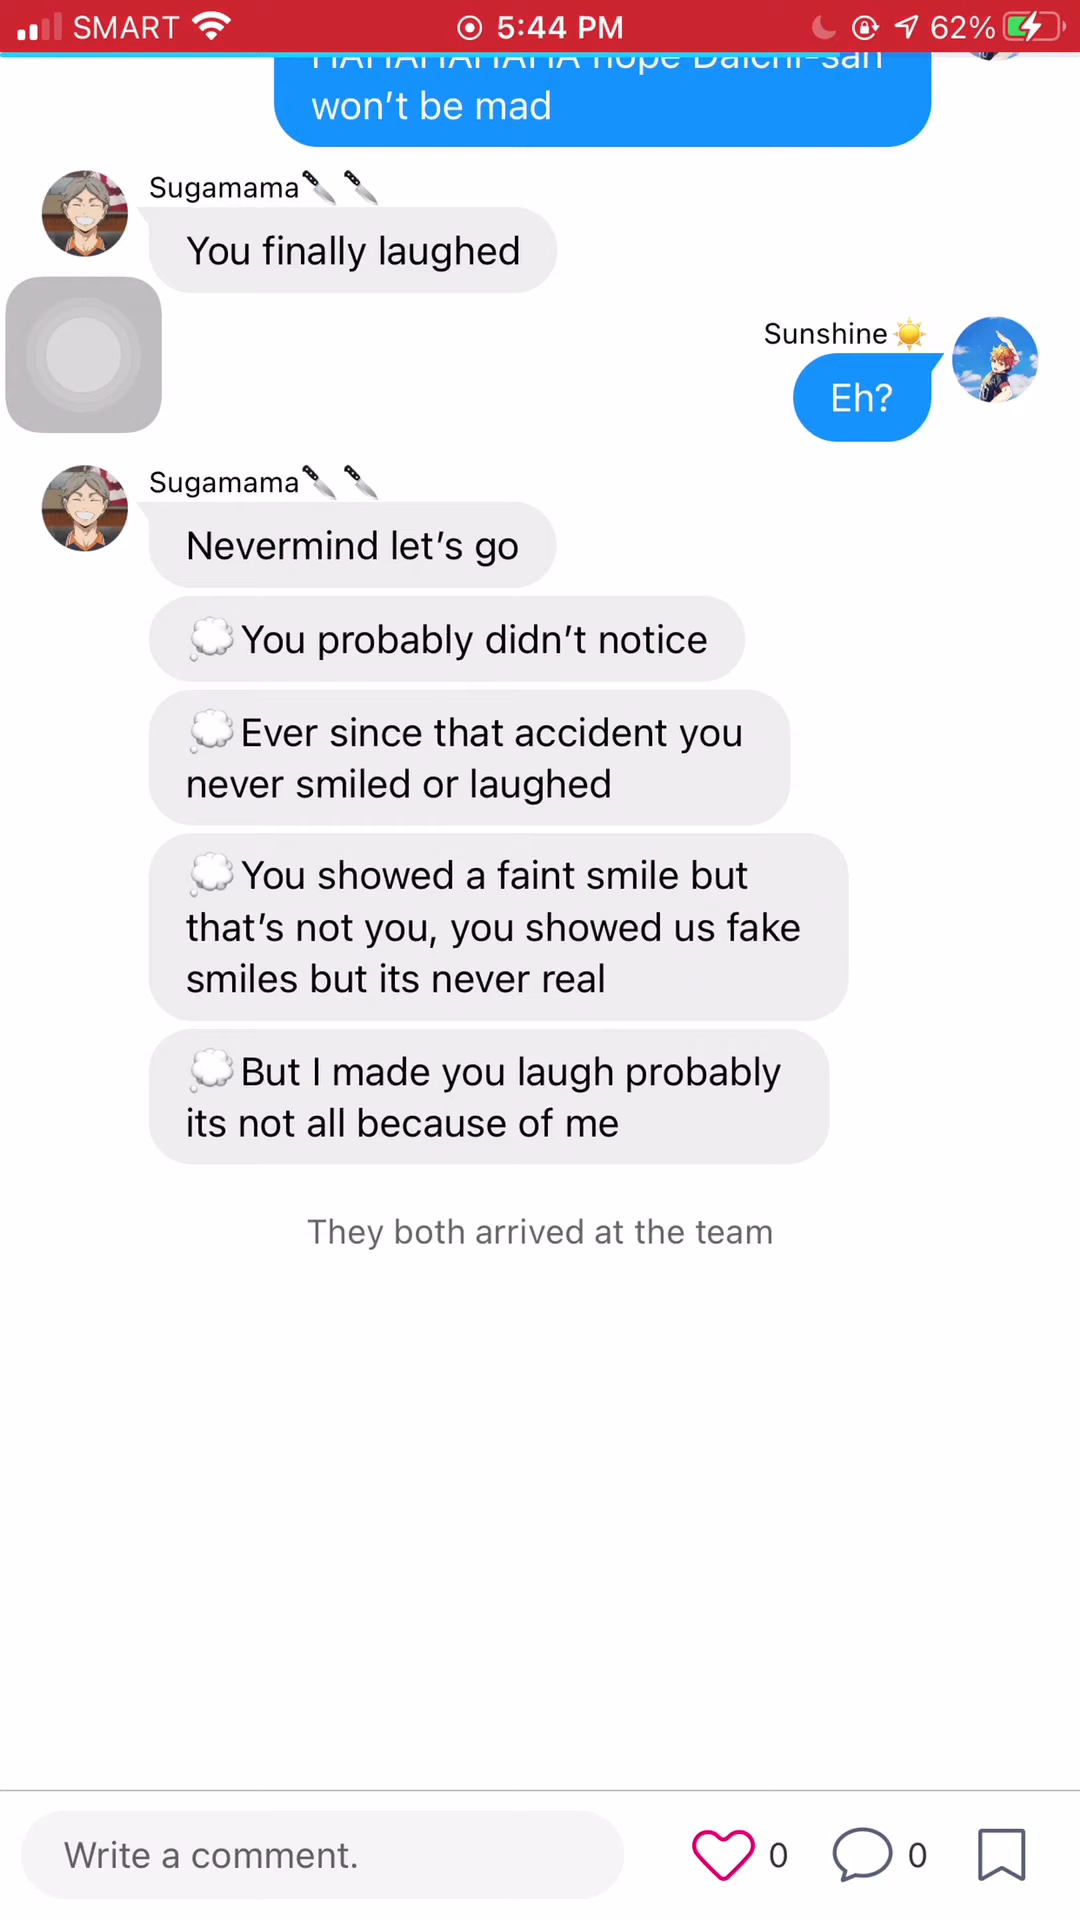 SMART 5:44 PM 62%
HAHAHAHAHA hope Daichi-san
won’t be mad
Sugamama🔪🔪
You finally laughed
Sunshine☀️
Eh?
Sugamama🔪🔪
Nevermind let’s go
💭You probably didn’t notice
💭Ever since that accident you
never smiled or laughed
💭You showed a faint smile but
that’s not you, you showed us fake
smiles but its never real
💭But I made you laugh probably
its not all because of me
They both arrived at the team
Write a comment. 0 0